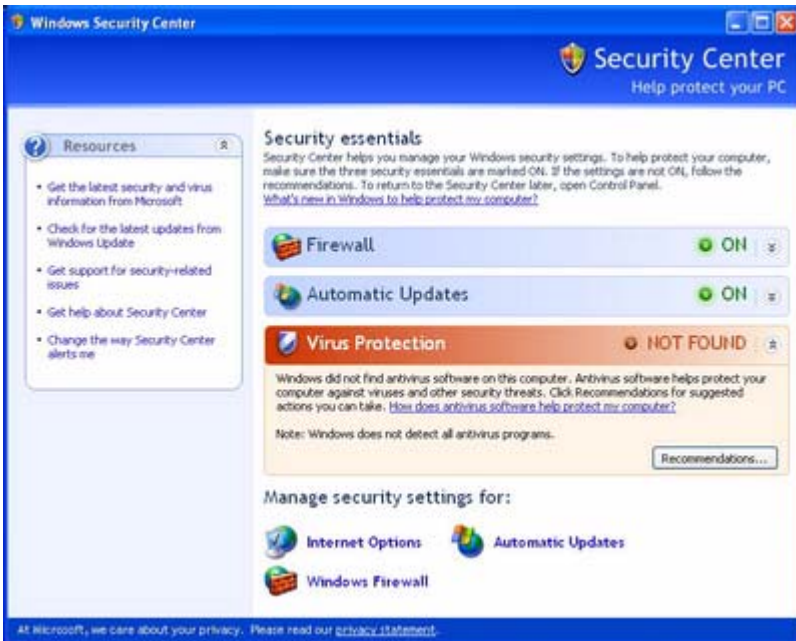 Windows Security Center
Security Center
Help protect your PC
Resources
Get the latest security and virus
information from Microsoft
Check for the latest updates from
Windows Update
Get support for security-related
issues
Get help about Security Center
Change the way Security Center
alerts me
Security essentials
Security Center helps you manage your Windows security settings. To help protect your computer,
make sure the three security essentials are marked ON. If the settings are not ON, follow the
recommendations. To return to the Security Center later, open Control Panel.
What's new in Windows to help protect my computer?
Firewall ON
Automatic Updates ON
Virus Protection NOT FOUND
Windows did not find antivirus software on this computer. Antivirus software helps protect your
computer against viruses and other security threats. Click Recommendations for suggested
actions you can take. How does antivirus software help protect my computer?
Note: Windows does not detect all antivirus programs.
Recommendations...
Manage security settings for:
Internet Options Automatic Updates
Windows Firewall
At Microsoft, we care about your privacy. Please read our privacy statement.